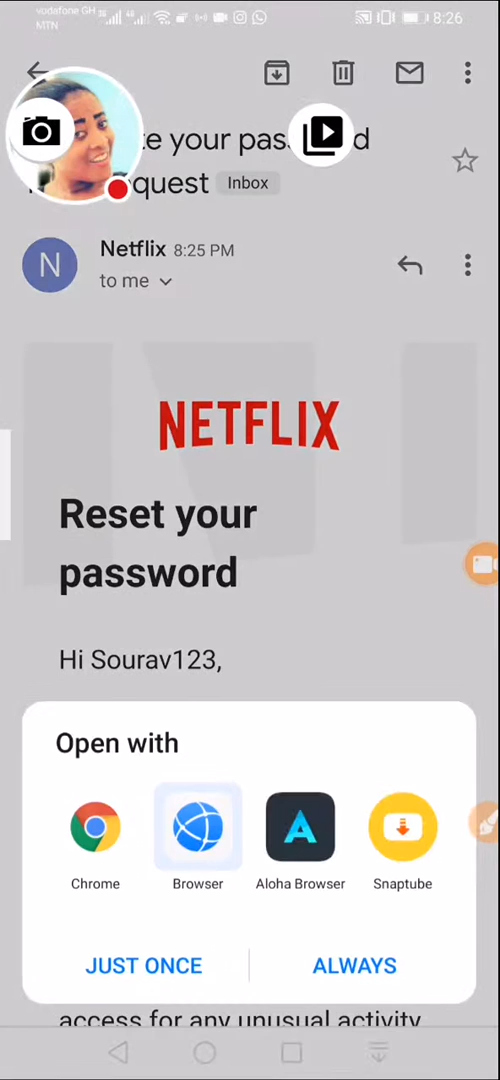 vodafone GH
MTN
8:26
te your pas d
quest Inbox
N
Netflix 8:25 PM
to me
NETFLIX
Reset your
password
Hi Sourav123,
Open with
Chrome Browser Aloha Browser Snaptube
JUST ONCE ALWAYS
access for any unusual activity